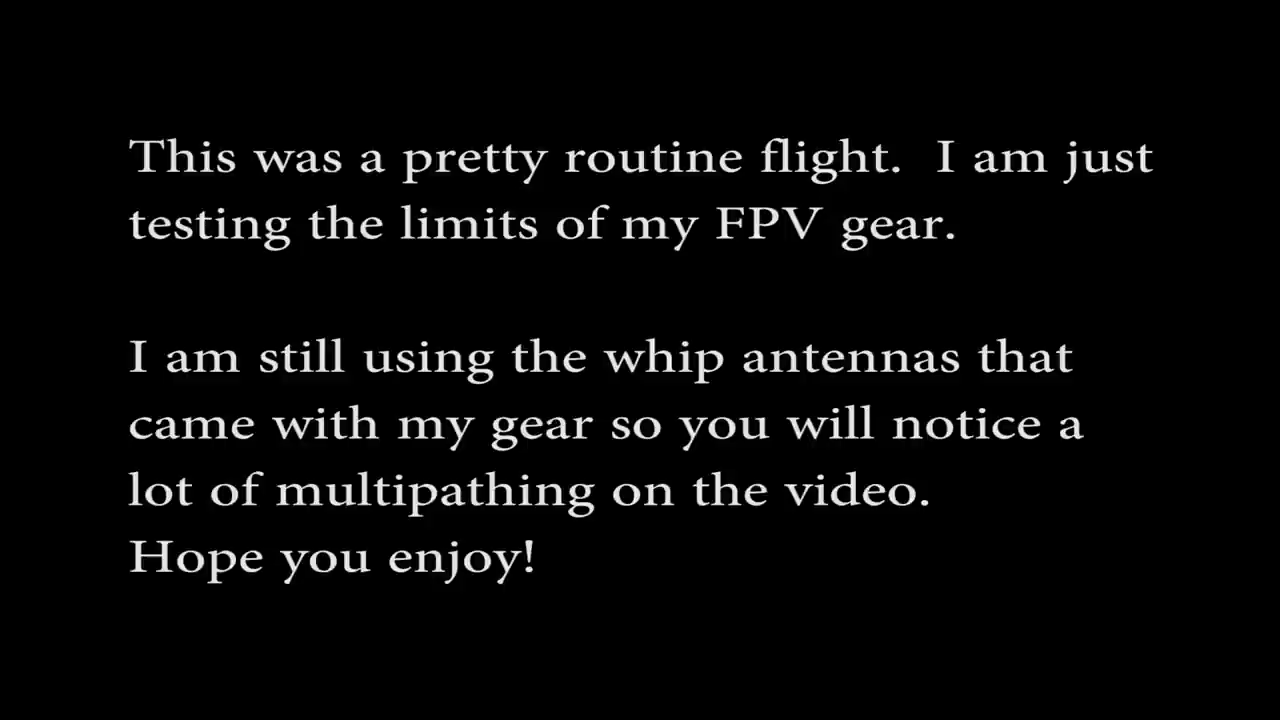 This was a pretty routine flight.  I am just
testing the limits of my FPV gear.
I am still using the whip antennas that
came with my gear so you will notice a
lot of multipathing on the video.
Hope you enjoy!